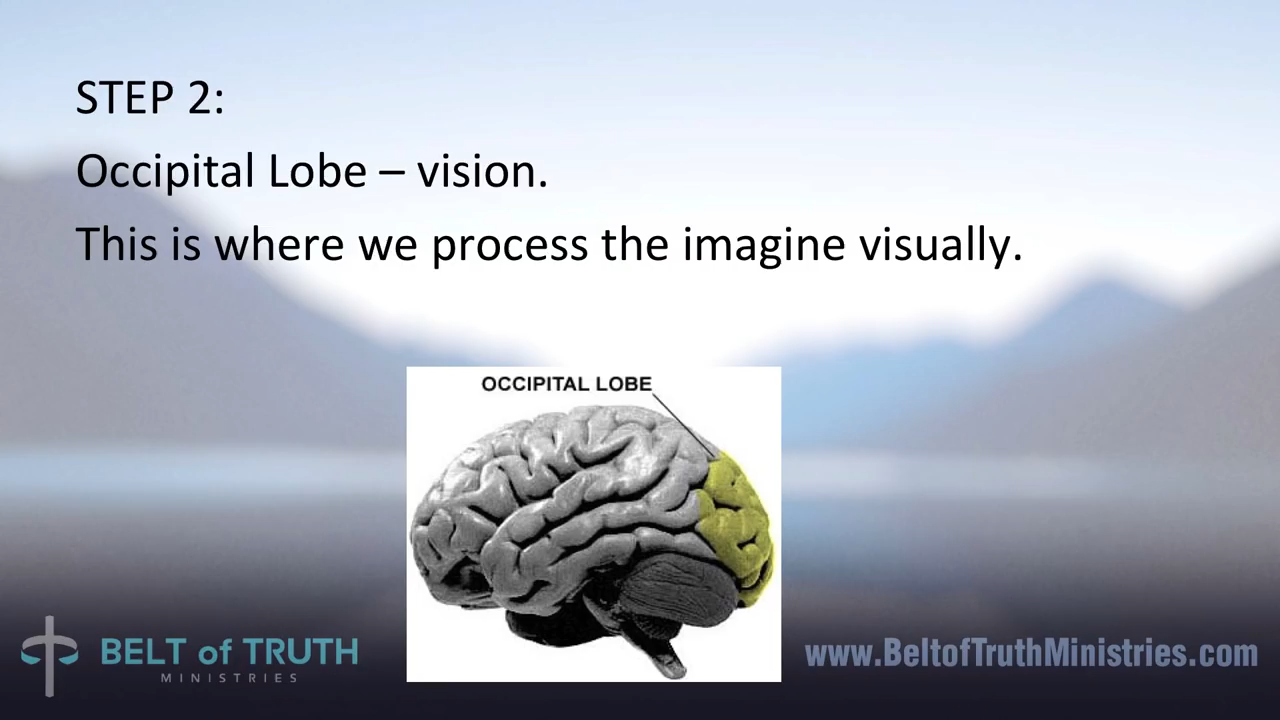 STEP 2:
Occipital Lobe – vision.
This is where we process the imagine visually.
OCCIPITAL LOBE
BELT of TRUTH
MINISTRIES
www.BeltofTruthMinistries.com